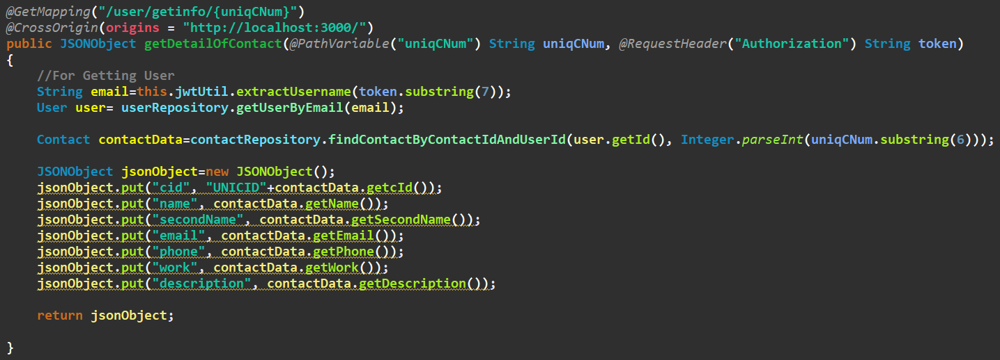 @GetMapping("/user/getinfo/{uniqCNum}")
@CrossOrigin(origins = "http://localhost:3000/")
public JSONObject getDetailOfContact(@PathVariable("uniqCNum") String uniqCNum, @RequestHeader("Authorization") String token)
{
    //For Getting User
    String email=this.jwtUtil.extractUsername(token.substring(7));
    User user= userRepository.getUserByEmail(email);

    Contact contactData=contactRepository.findContactByContactIdAndUserId(user.getId(), Integer.parseInt(uniqCNum.substring(6)));

    JSONObject jsonObject=new JSONObject();
    jsonObject.put("cid", "UNICID"+contactData.getcId());
    jsonObject.put("name", contactData.getName());
    jsonObject.put("secondName", contactData.getSecondName());
    jsonObject.put("email", contactData.getEmail());
    jsonObject.put("phone", contactData.getPhone());
    jsonObject.put("work", contactData.getWork());
    jsonObject.put("description", contactData.getDescription());

    return jsonObject;

}